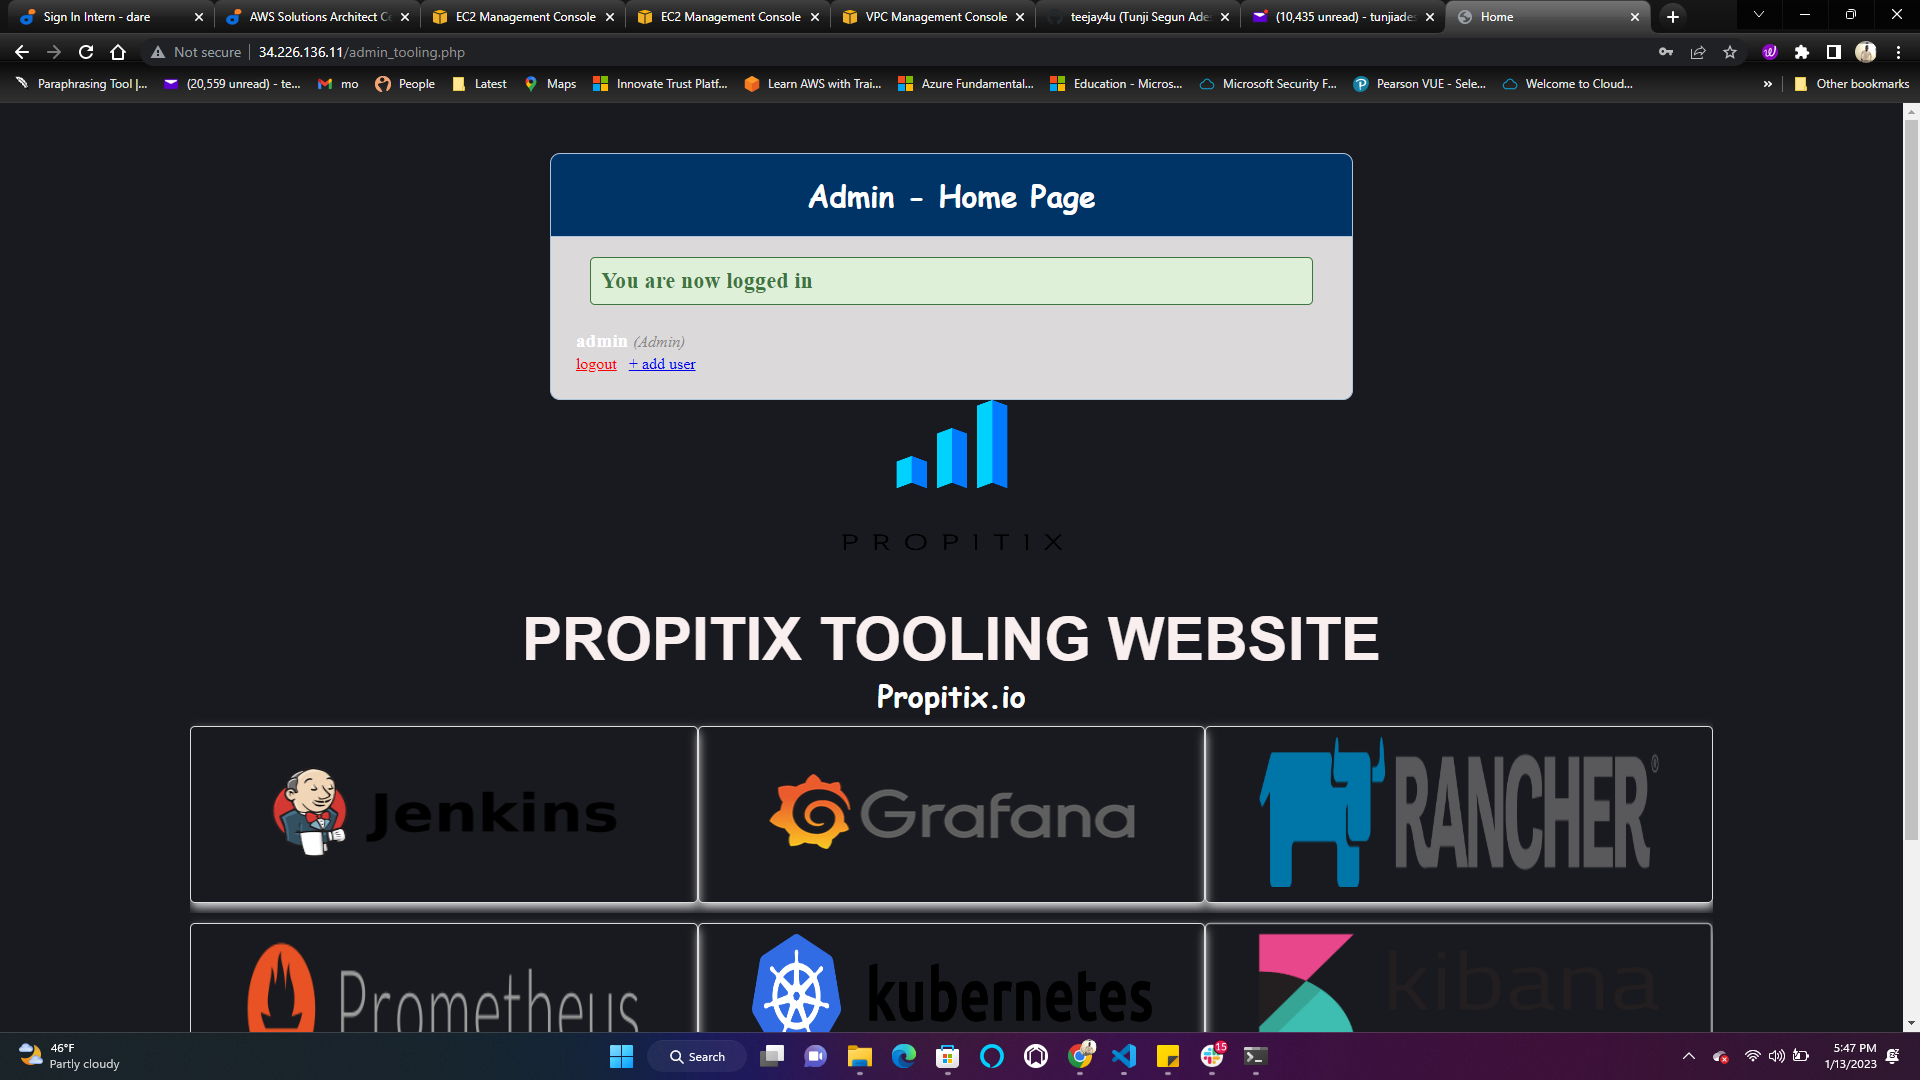 Sign In Intern - dare
AWS Solutions Architect Ce
EC2 Management Console
EC2 Management Console
VPC Management Console
teejay4u (Tunji Segun Ade
(10,435 unread) - tunjiades
Home
Not secure
34.226.136.11/admin_tooling.php
Paraphrasing Tool |...
(20,559 unread) - te...
mo
People
Latest
Maps
Innovate Trust Platf...
Learn AWS with Trai...
Azure Fundamental...
Education - Micros...
Microsoft Security F...
Pearson VUE - Sele...
Welcome to Cloud...
»
Other bookmarks
Admin - Home Page
You are now logged in
admin (Admin)
logout + add user
PROPITIX
PROPITIX TOOLING WEBSITE
Propitix.io
Jenkins
Grafana
RANCHER®
Prometheus
kubernetes
kibana
46°F
Partly cloudy
Search
15
5:47 PM
1/13/2023